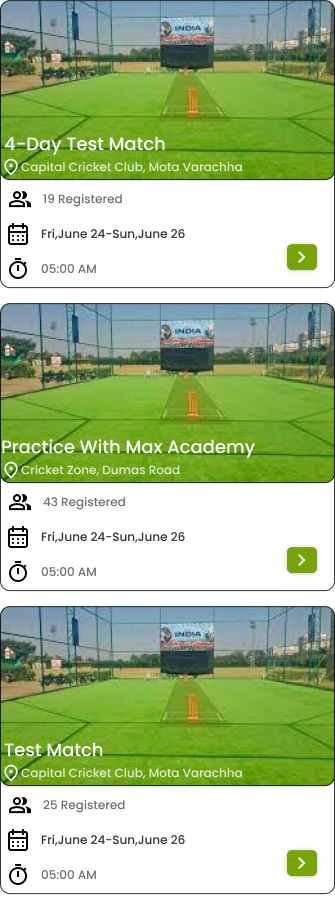 INDIA
4-Day Test Match
Capital Cricket Club, Mota Varachha
19 Registered
Fri,June 24-Sun,June 26
05:00 AM
INDIA
Practice With Max Academy
Cricket Zone, Dumas Road
43 Registered
Fri,June 24-Sun,June 26
05:00 AM
INDIA
Test Match
Capital Cricket Club, Mota Varachha
25 Registered
Fri,June 24-Sun,June 26
05:00 AM